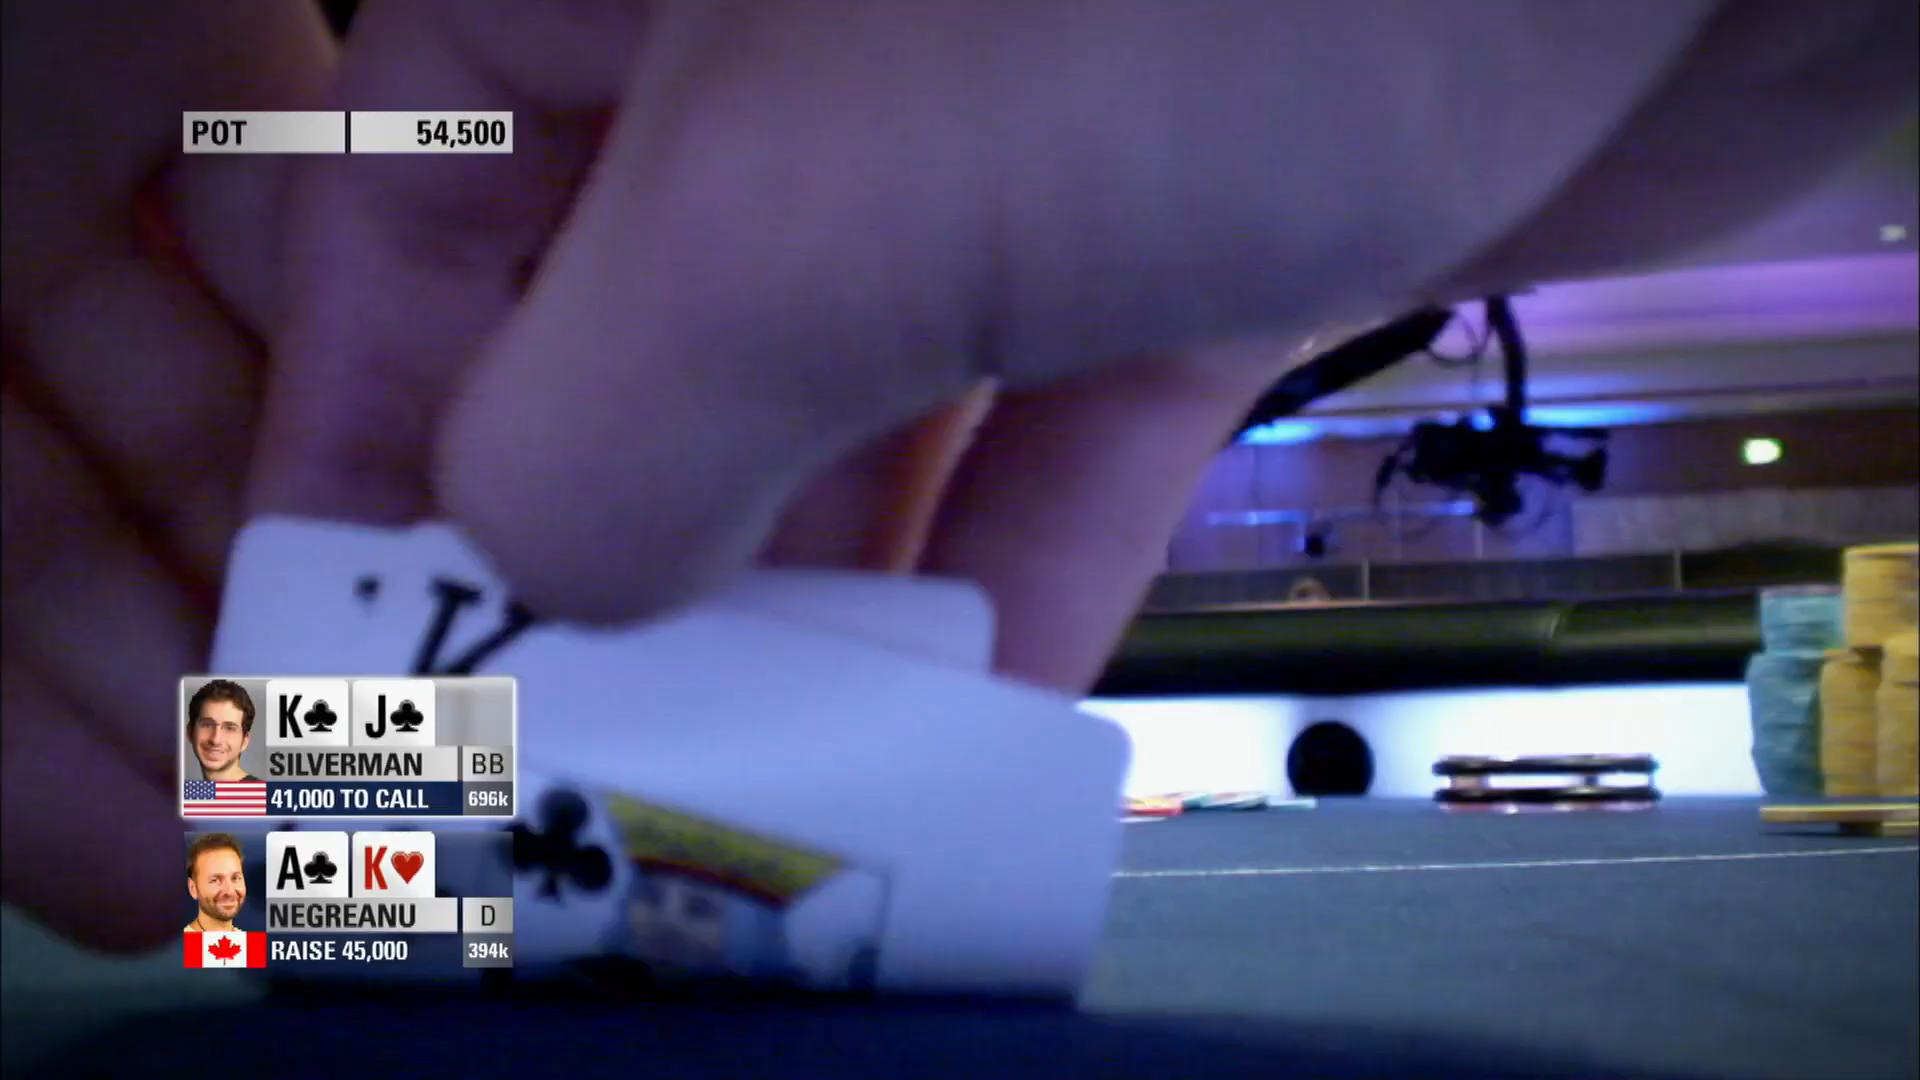 POT 54,500
K♣ J♣
SILVERMAN BB
41,000 TO CALL 696k
A♣ K♥
NEGREANU D
RAISE 45,000 394k